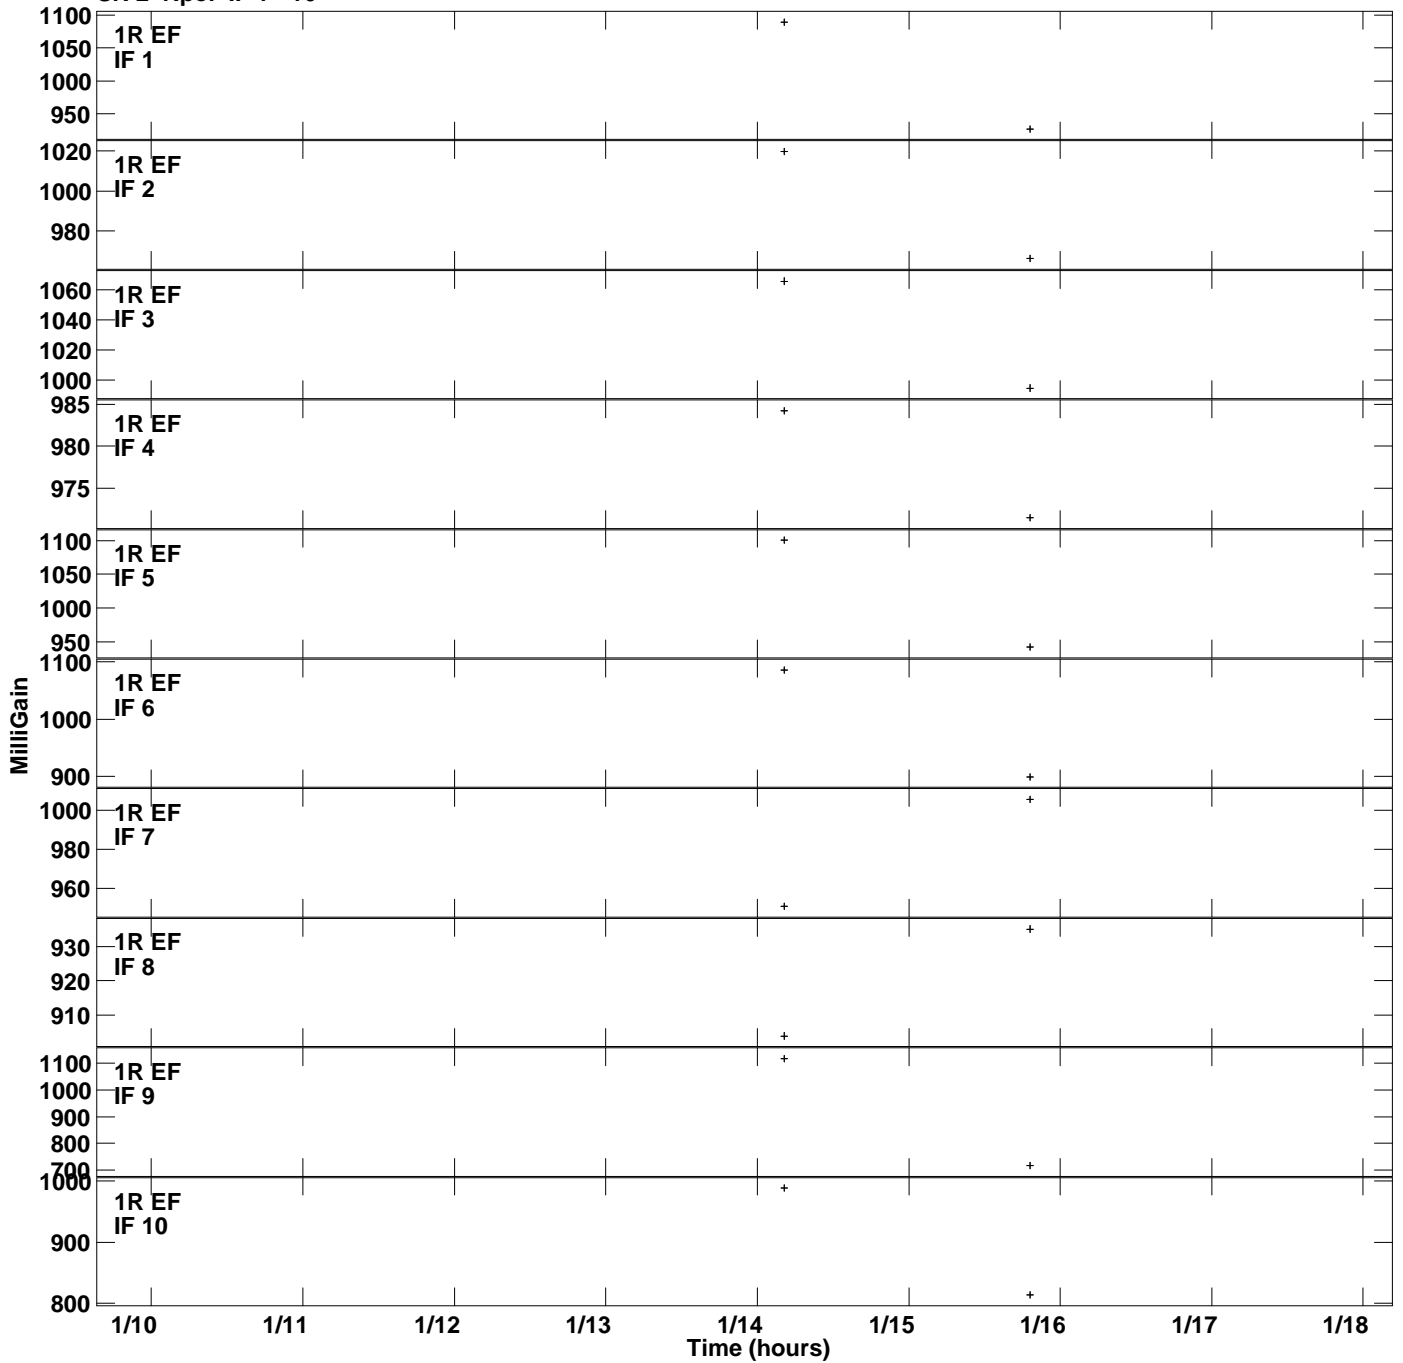 1100
1050
1000
950
1R EF
IF 1
1020
1000
980
1R EF
IF 2
1060
1040
1020
1000
1R EF
IF 3
985
980
975
1R EF
IF 4
1100
1050
1000
950
1R EF
IF 5
1100
1000
900
1R EF
IF 6
1000
980
960
1R EF
IF 7
930
920
910
1R EF
IF 8
1100
1000
900
800
700
1R EF
IF 9
1000
900
800
1R EF
IF 10
MilliGain
1/10 1/11 1/12 1/13 1/14 1/15 1/16 1/17 1/18
Time (hours)